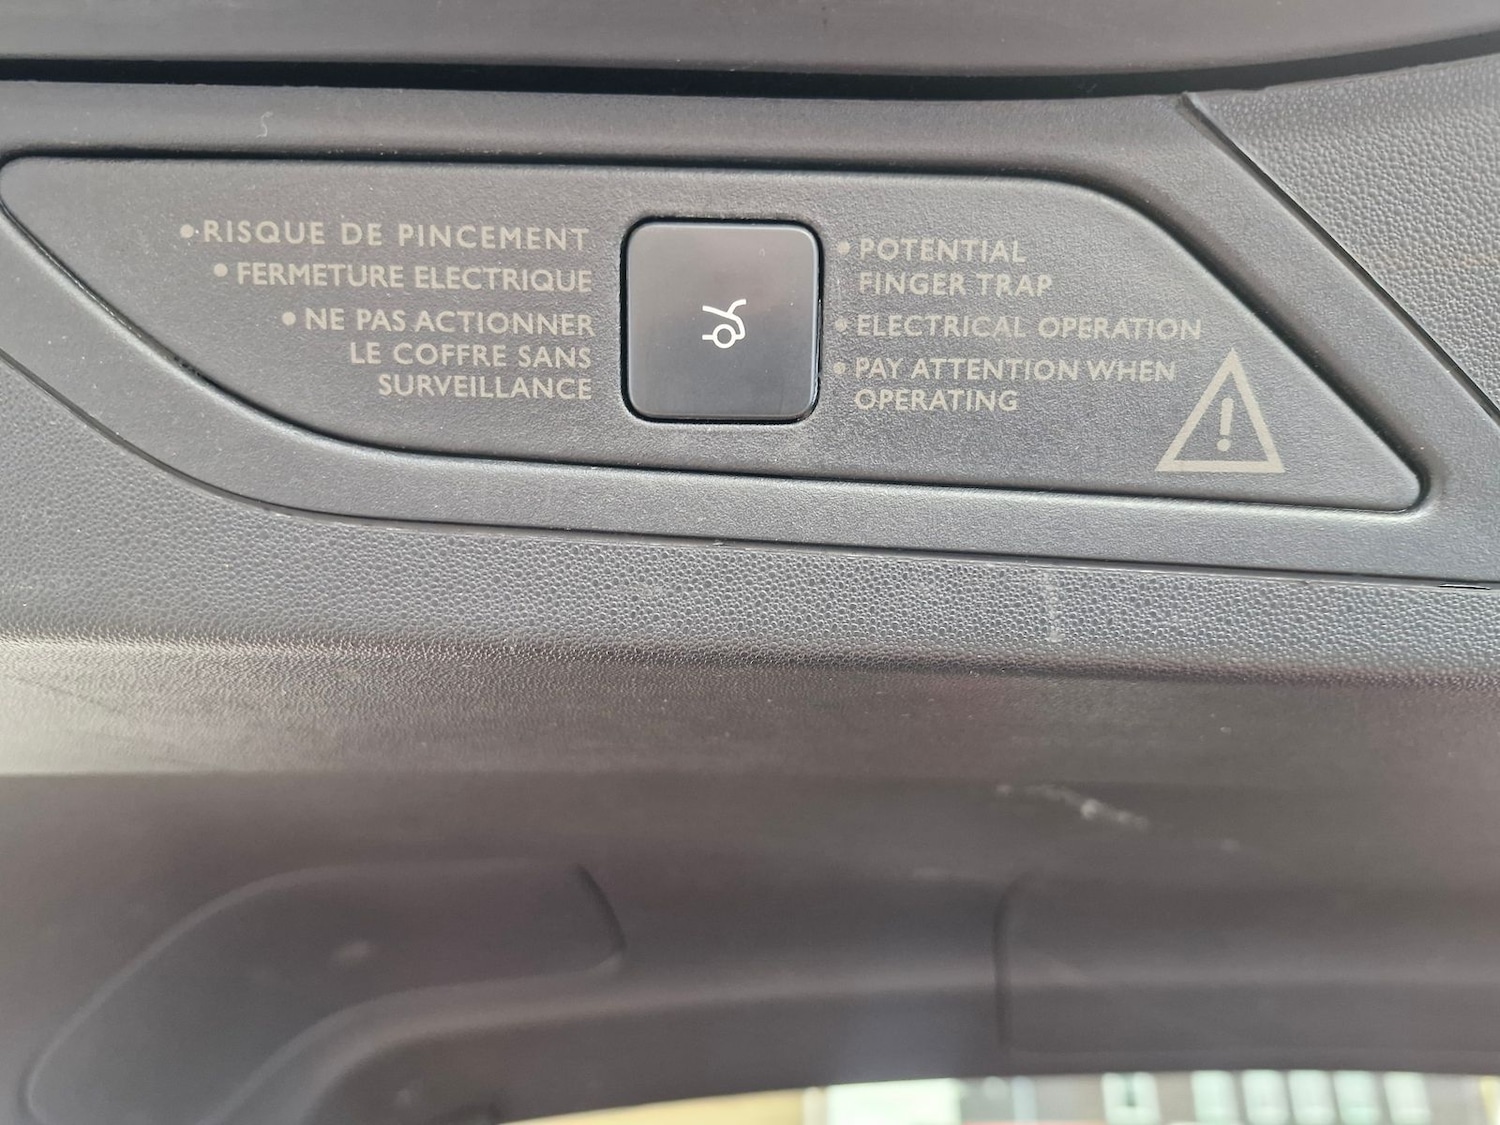 • RISQUE DE PINCEMENT
• FERMETURE ELECTRIQUE
• NE PAS ACTIONNER
LE COFFRE SANS
SURVEILLANCE
• POTENTIAL
FINGER TRAP
• ELECTRICAL OPERATION
• PAY ATTENTION WHEN
OPERATING
!